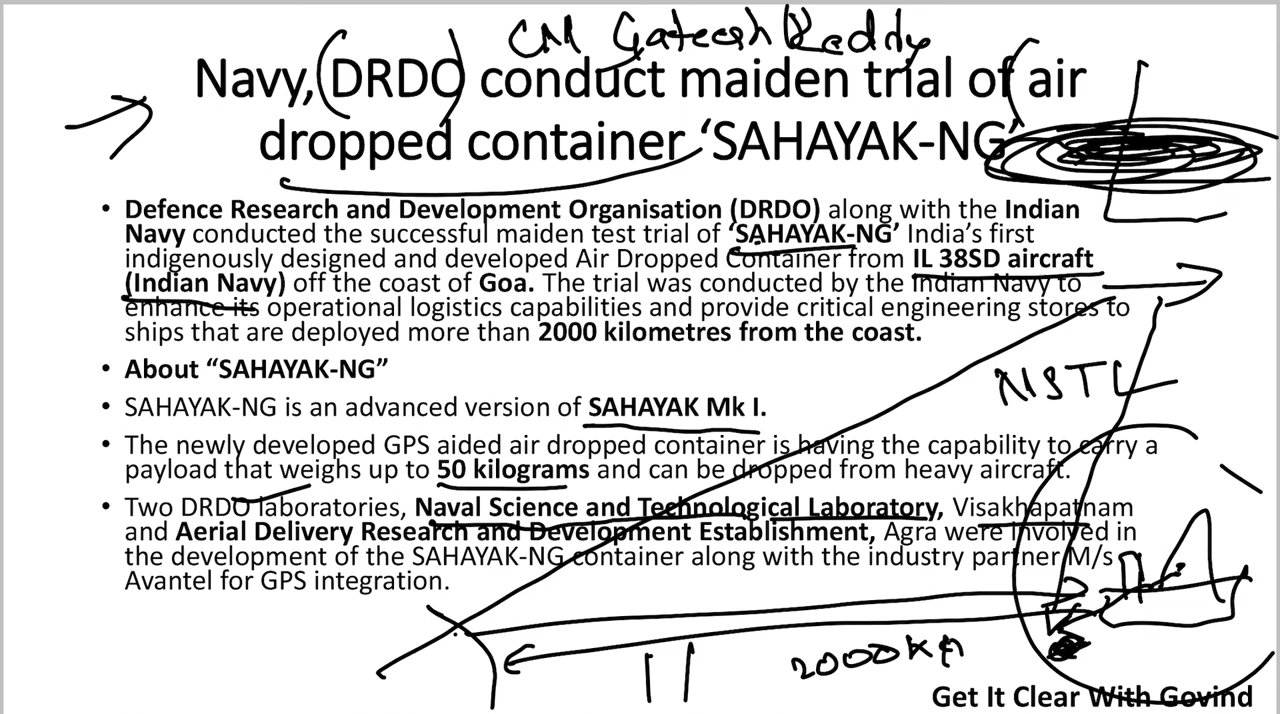 CM Gateesh Reddy
Navy, DRDO conduct maiden trial of air
dropped container ‘SAHAYAK-NG’
• Defence Research and Development Organisation (DRDO) along with the Indian
Navy conducted the successful maiden test trial of ‘SAHAYAK-NG’ India’s first
indigenously designed and developed Air Dropped Container from IL 38SD aircraft
(Indian Navy) off the coast of Goa. The trial was conducted by the Indian Navy to
enhance its operational logistics capabilities and provide critical engineering stores to
ships that are deployed more than 2000 kilometres from the coast.
• About “SAHAYAK-NG”
NSTL
• SAHAYAK-NG is an advanced version of SAHAYAK Mk I.
• The newly developed GPS aided air dropped container is having the capability to carry a
payload that weighs up to 50 kilograms and can be dropped from heavy aircraft.
• Two DRDO laboratories, Naval Science and Technological Laboratory, Visakhapatnam
and Aerial Delivery Research and Development Establishment, Agra were involved in
the development of the SAHAYAK-NG container along with the industry partner M/s
Avantel for GPS integration.
2000KM
Get It Clear With Govind